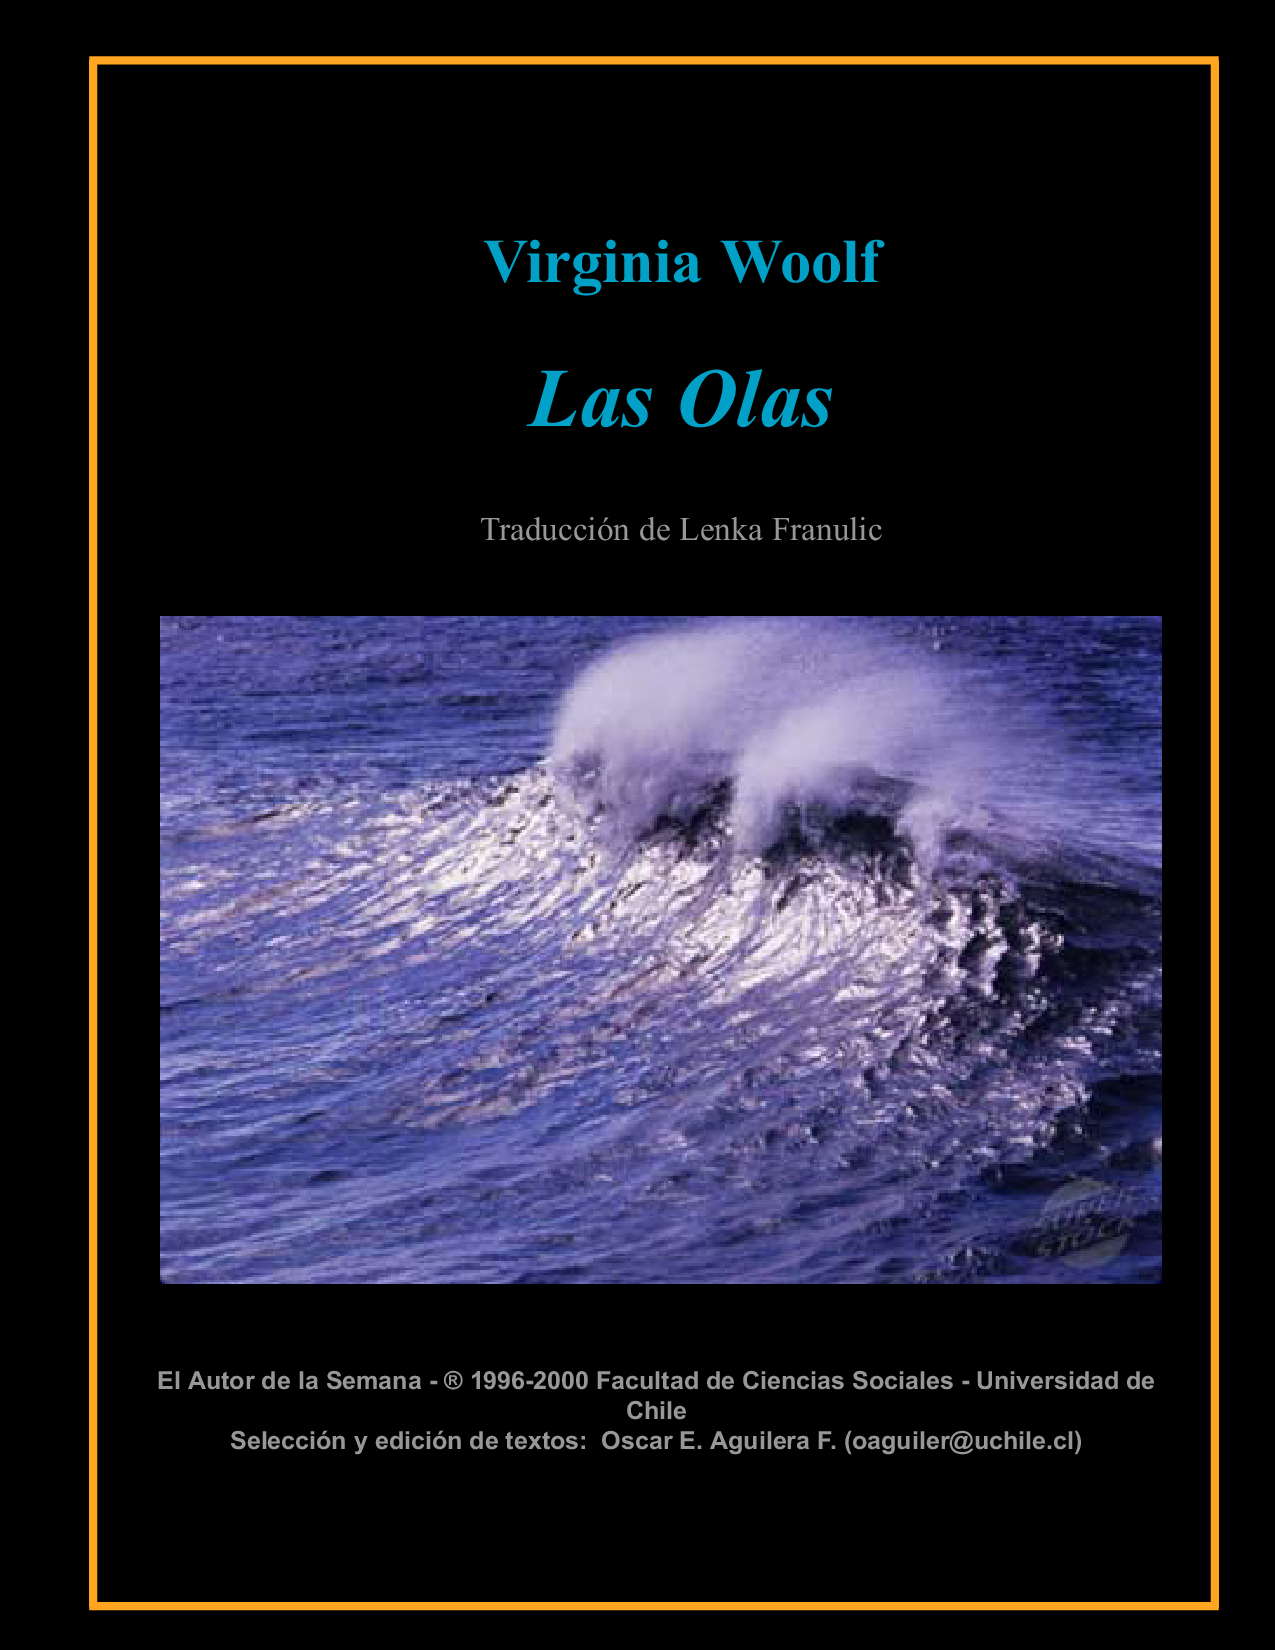 Virginia Woolf
Las Olas
Traducción de Lenka Franulic
El Autor de la Semana - ® 1996-2000 Facultad de Ciencias Sociales - Universidad de
Chile
Selección y edición de textos:  Oscar E. Aguilera F. (oaguiler@uchile.cl)